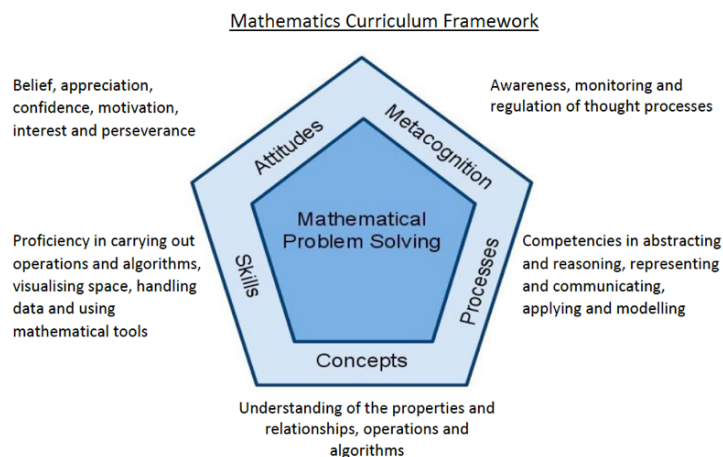 Mathematics Curriculum Framework
Belief, appreciation,
confidence, motivation,
interest and perseverance
Awareness, monitoring and
regulation of thought processes
Attitudes
Metacognition
Mathematical
Problem Solving
Proficiency in carrying out
operations and algorithms,
visualising space, handling
data and using
mathematical tools
Skills
Processes
Competencies in abstracting
and reasoning, representing
and communicating,
applying and modelling
Concepts
Understanding of the properties and
relationships, operations and
algorithms